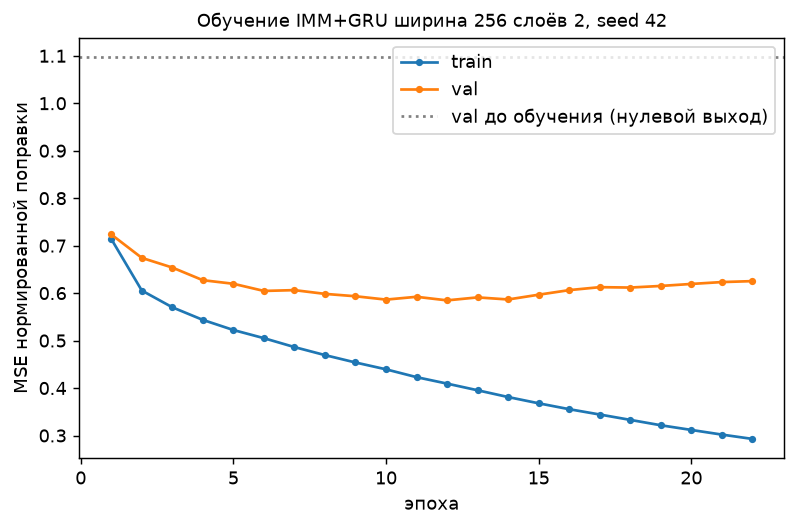 Обучение IMM+GRU ширина 256 слоёв 2, seed 42
MSE нормированной поправки
1.1
1.0
0.9
0.8
0.7
0.6
0.5
0.4
0.3
train
val
val до обучения (нулевой выход)
0 5 10 15 20
эпоха